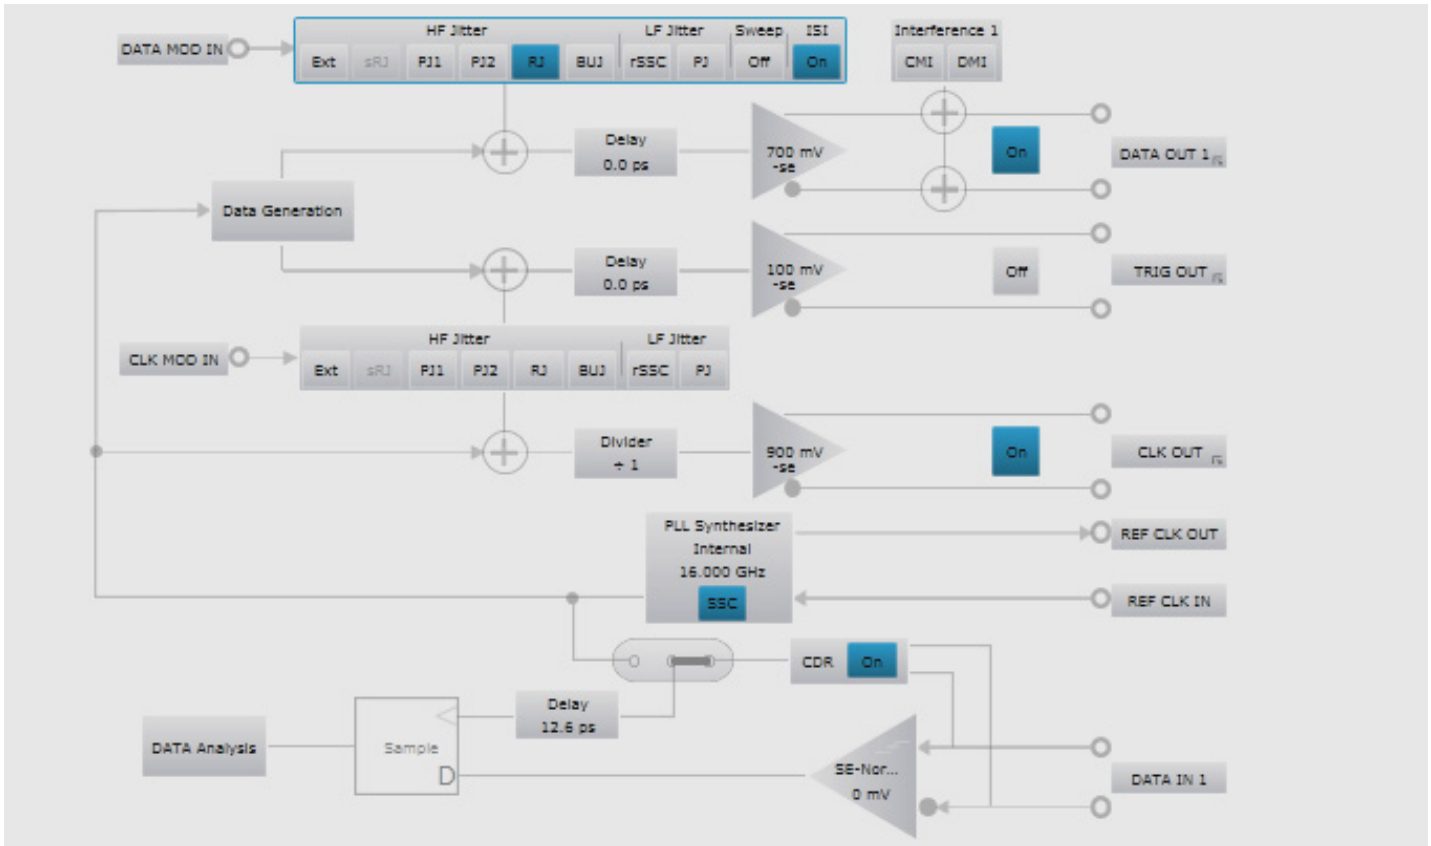 DATA MOD IN
HF Jitter LF Jitter Sweep ISI
Ext sRJ PJ1 PJ2 RJ BUJ rSSC PJ Off On
Interference 1
CMI DMI
Delay
0.0 ps
700 mV
-se
On
DATA OUT 1
Data Generation
Delay
0.0 ps
100 mV
-se
Off
TRIG OUT
CLK MOD IN
HF Jitter LF Jitter
Ext sRJ PJ1 PJ2 RJ BUJ rSSC PJ
Divider
÷ 1
900 mV
-se
On
CLK OUT
PLL Synthesizer
Internal
16.000 GHz
SSC
REF CLK OUT
REF CLK IN
CDR On
Delay
12.6 ps
DATA Analysis
Sample
D
SE-Nor...
0 mV
DATA IN 1